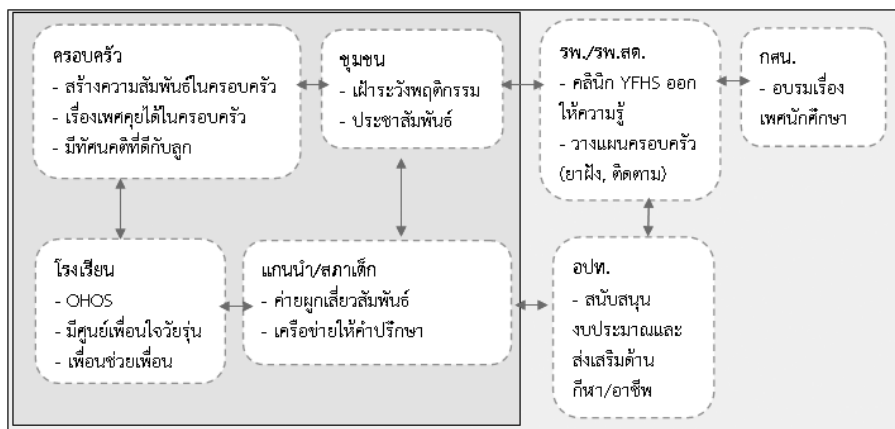 ครอบครัว
- สร้างความสัมพันธ์ในครอบครัว
- เรื่องเพศคุยได้ในครอบครัว
- มีทัศนคติที่ดีกับลูก
ชุมชน
- เฝ้าระวังพฤติกรรม
- ประชาสัมพันธ์
รพ./รพ.สต.
- คลินิก YFHS ออก
ให้ความรู้
- วางแผนครอบครัว
(ยาฝัง, ติดตาม)
กศน.
- อบรมเรื่อง
เพศนักศึกษา
โรงเรียน
- OHOS
- มีศูนย์เพื่อนใจวัยรุ่น
- เพื่อนช่วยเพื่อน
แกนนำ/สภาเด็ก
- ค่ายผูกเสี่ยวสัมพันธ์
- เครือข่ายให้คำปรึกษา
อปท.
- สนับสนุน
งบประมาณและ
ส่งเสริมด้าน
กีฬา/อาชีพ